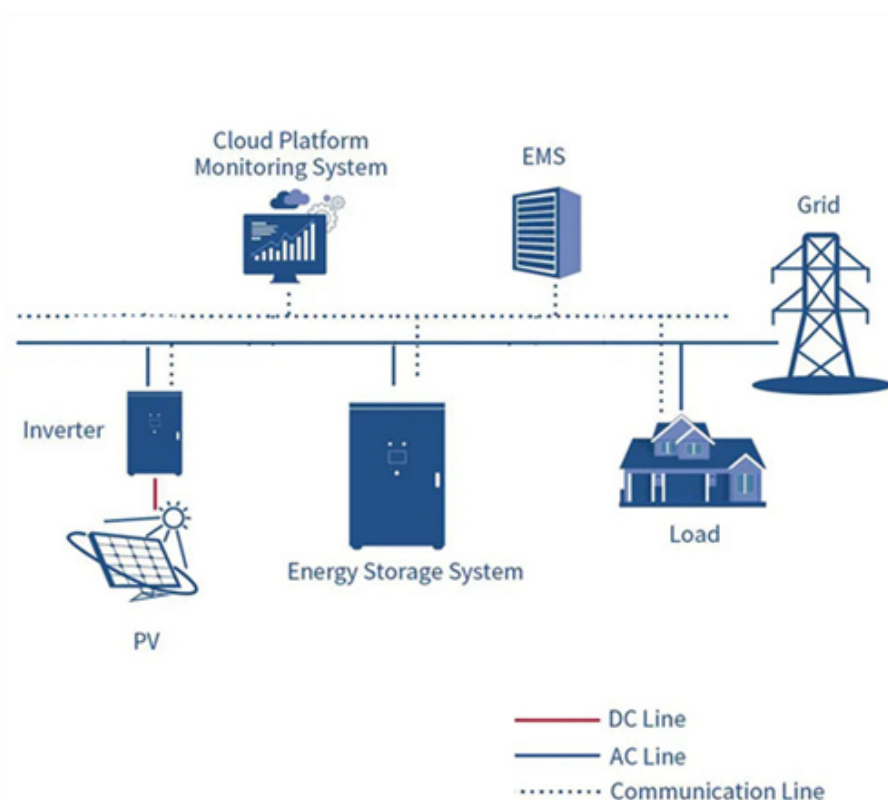 Cloud Platform
Monitoring System
EMS
Grid
Inverter
Load
Energy Storage System
PV
DC Line
AC Line
Communication Line